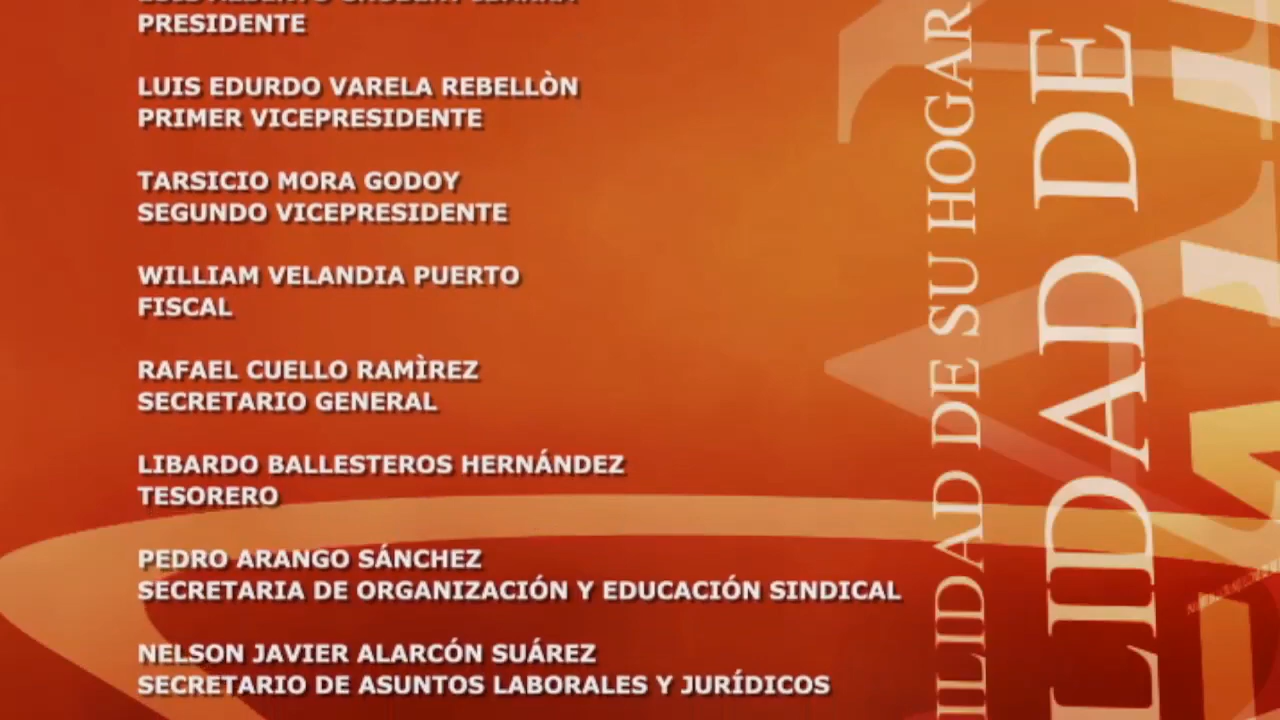 PRESIDENTE
LUIS EDURDO VARELA REBELLÒN
PRIMER VICEPRESIDENTE
TARSICIO MORA GODOY
SEGUNDO VICEPRESIDENTE
WILLIAM VELANDIA PUERTO
FISCAL
RAFAEL CUELLO RAMÌREZ
SECRETARIO GENERAL
LIBARDO BALLESTEROS HERNÁNDEZ
TESORERO
PEDRO ARANGO SÁNCHEZ
SECRETARIA DE ORGANIZACIÓN Y EDUCACIÓN SINDICAL
NELSON JAVIER ALARCÓN SUÁREZ
SECRETARIO DE ASUNTOS LABORALES Y JURÍDICOS
ILIDAD DE SU HOGAR
LIDAD DE